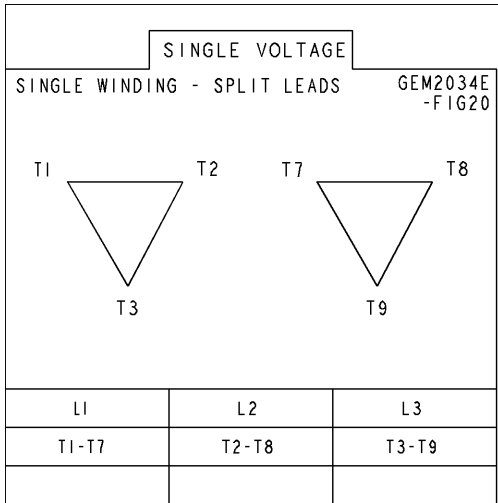 SINGLE VOLTAGE
SINGLE WINDING - SPLIT LEADS GEM2034E
-FIG20
T1 T2 T7 T8
T3 T9
L1 L2 L3
T1-T7 T2-T8 T3-T9